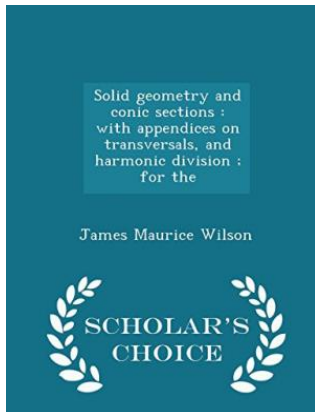 Solid geometry and
conic sections :
with appendices on
transversals, and
harmonic division ;
for the
James Maurice Wilson
SCHOLAR'S
CHOICE